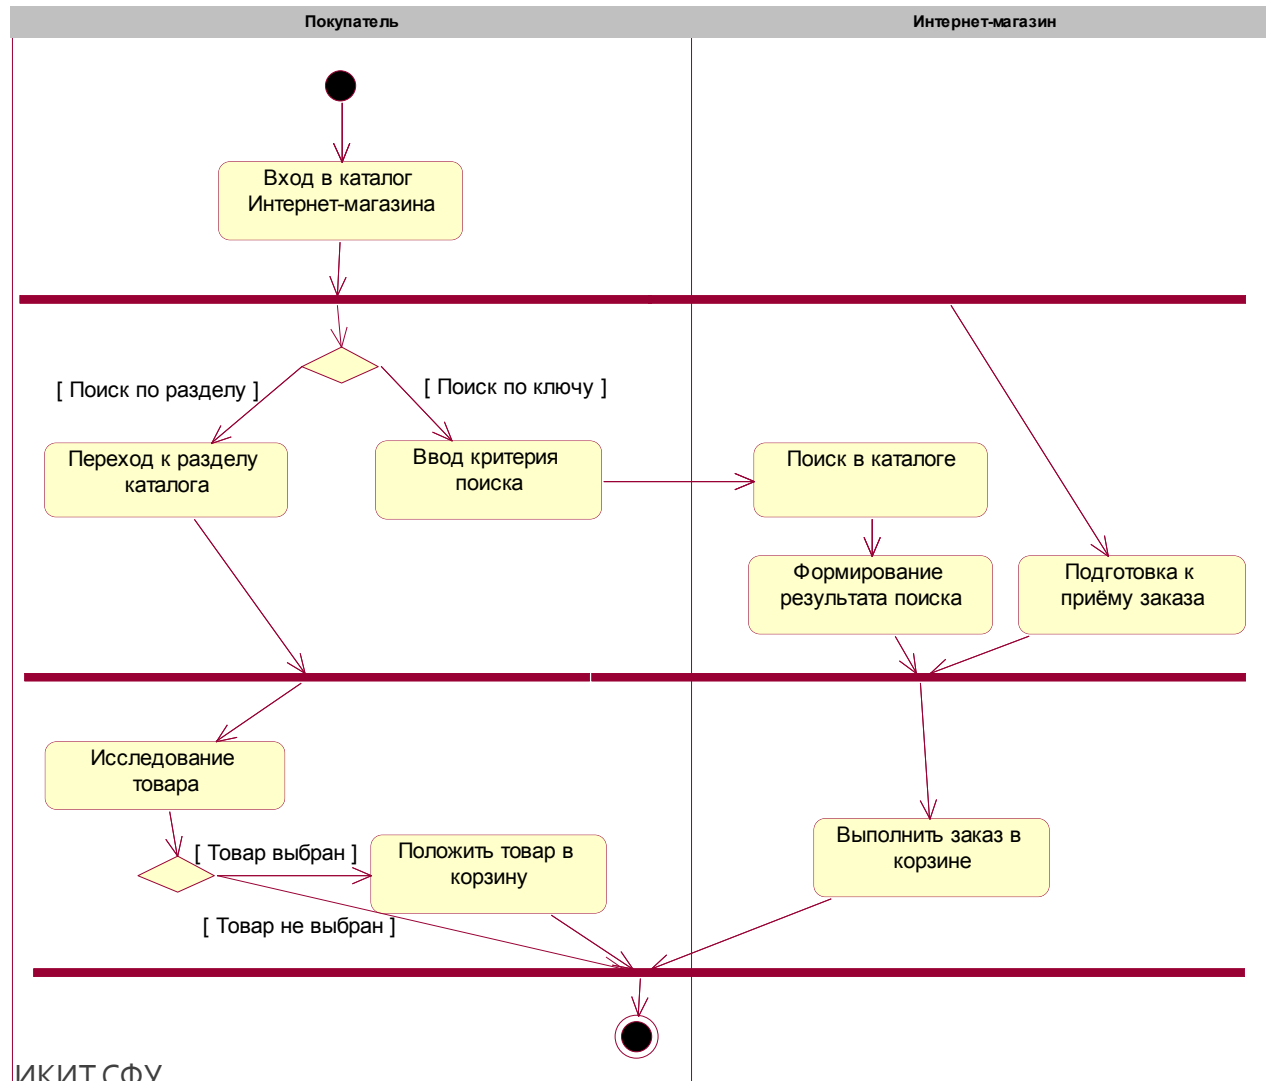 Покупатель
Интернет-магазин
Вход в каталог
Интернет-магазина
[ Поиск по разделу ]
[ Поиск по ключу ]
Переход к разделу
каталога
Ввод критерия
поиска
Поиск в каталоге
Формирование
результата поиска
Подготовка к
приёму заказа
Исследование
товара
[ Товар выбран ]
Положить товар в
корзину
Выполнить заказ в
корзине
[ Товар не выбран ]
ИКИТ СФУ